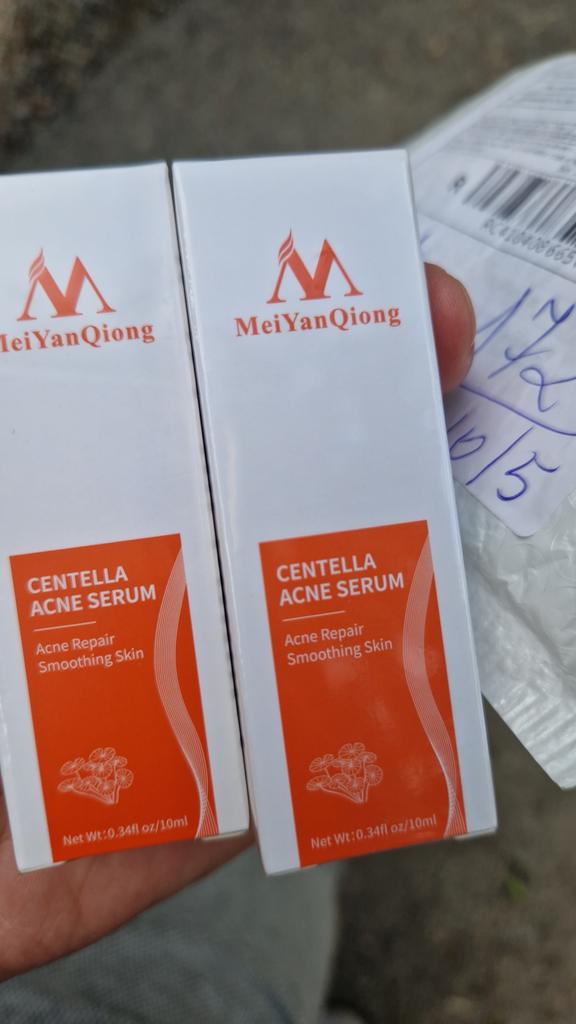 MeiYanQiong
CENTELLA
ACNE SERUM
Acne Repair
Smoothing Skin
Net Wt:0.34fl oz/10ml
MeiYanQiong
CENTELLA
ACNE SERUM
Acne Repair
Smoothing Skin
Net Wt:0.34fl oz/10ml
172
10/5